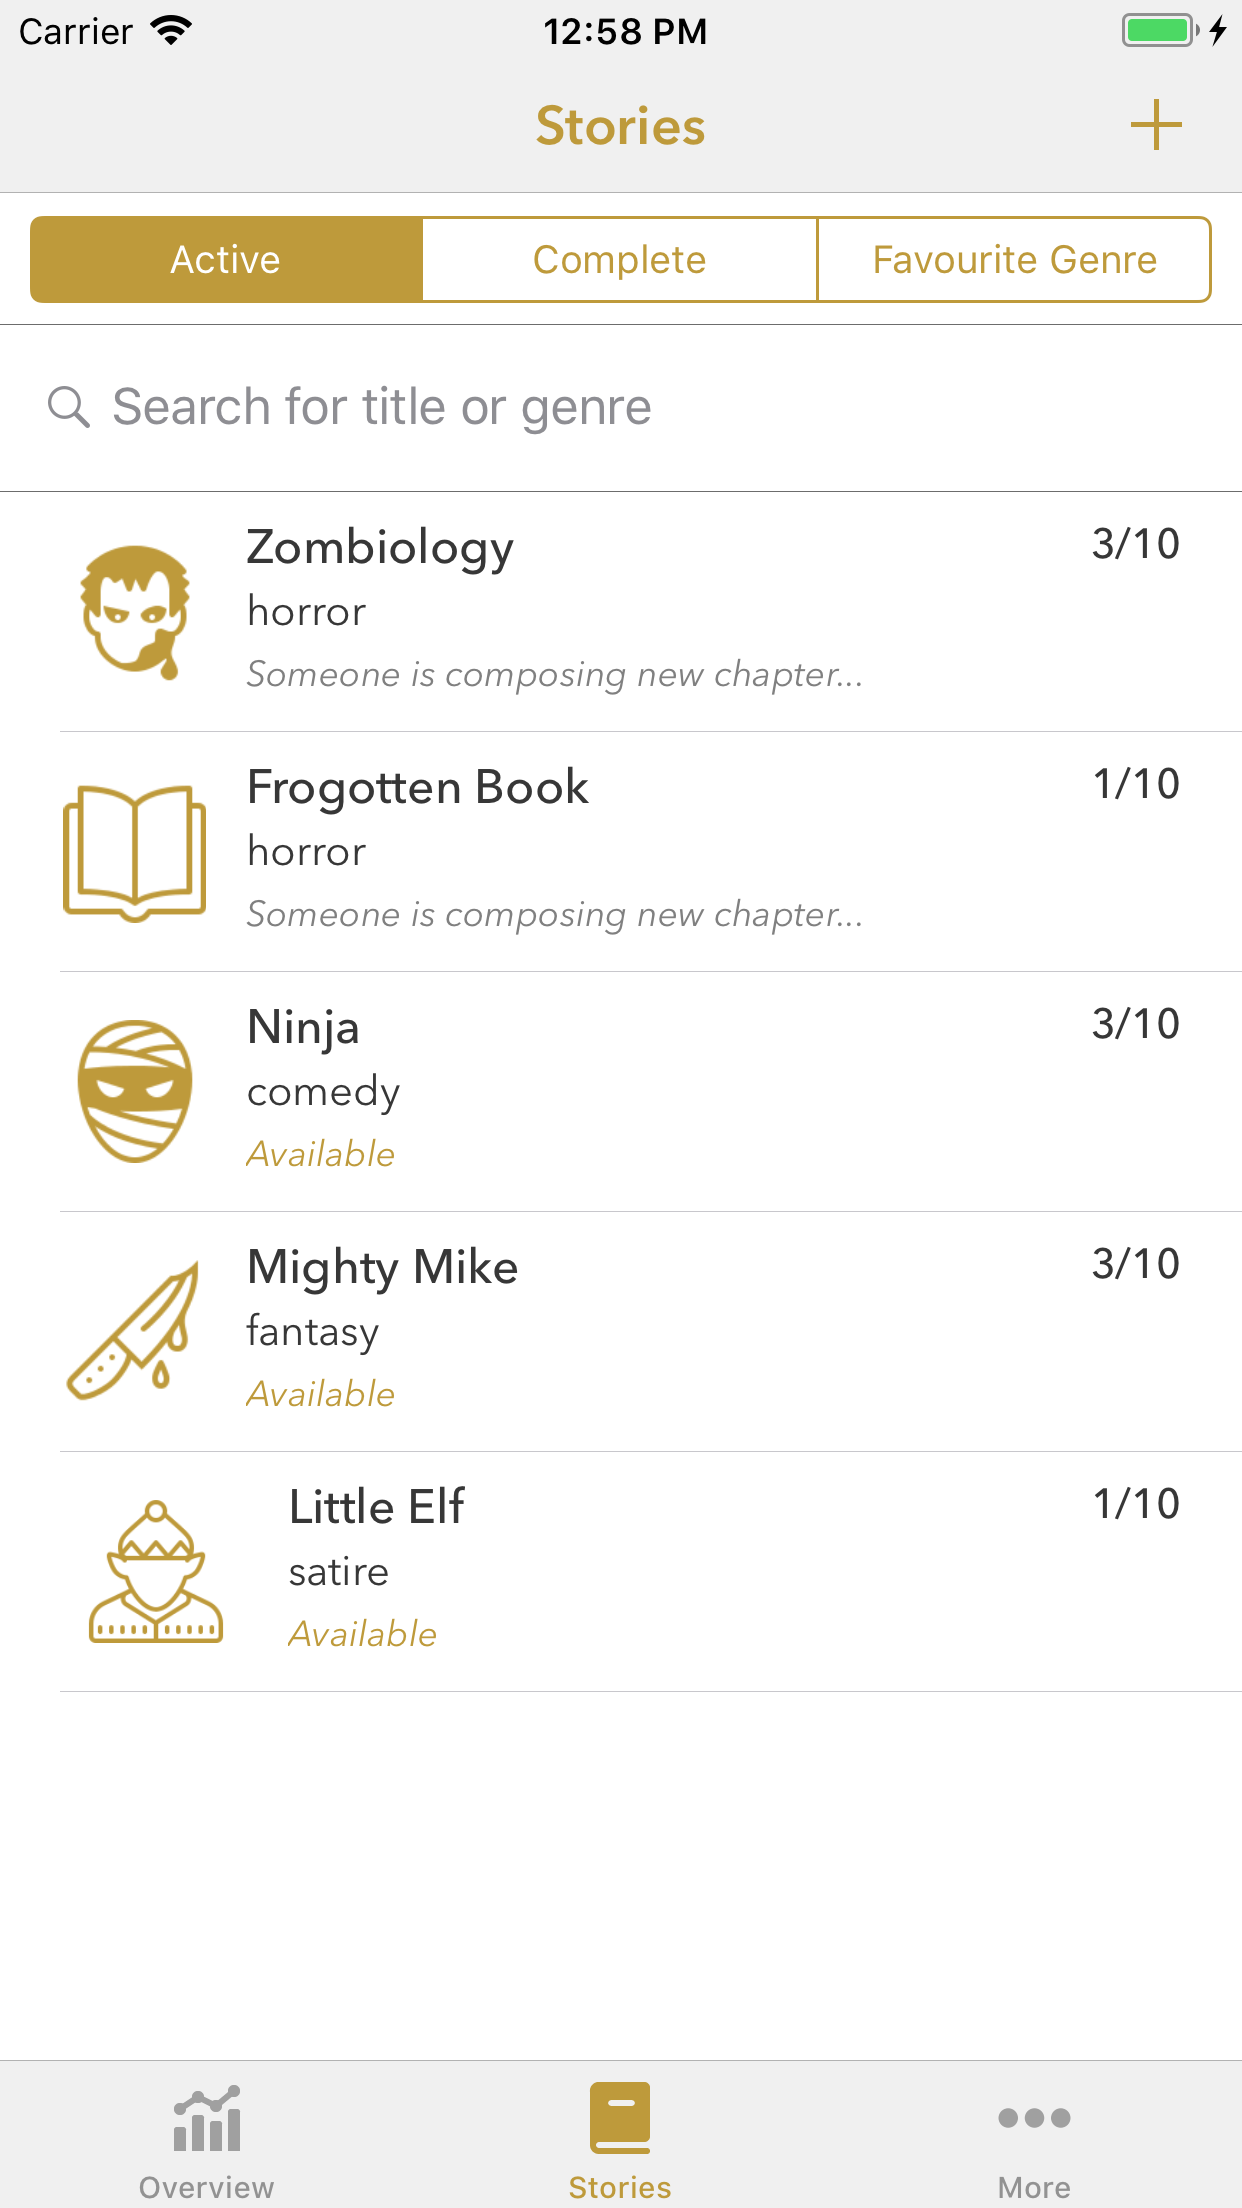 Carrier 12:58 PM
Stories
Active Complete Favourite Genre
Search for title or genre
Zombiology 3/10
horror
Someone is composing new chapter...
Frogotten Book 1/10
horror
Someone is composing new chapter...
Ninja 3/10
comedy
Available
Mighty Mike 3/10
fantasy
Available
Little Elf 1/10
satire
Available
Overview Stories More